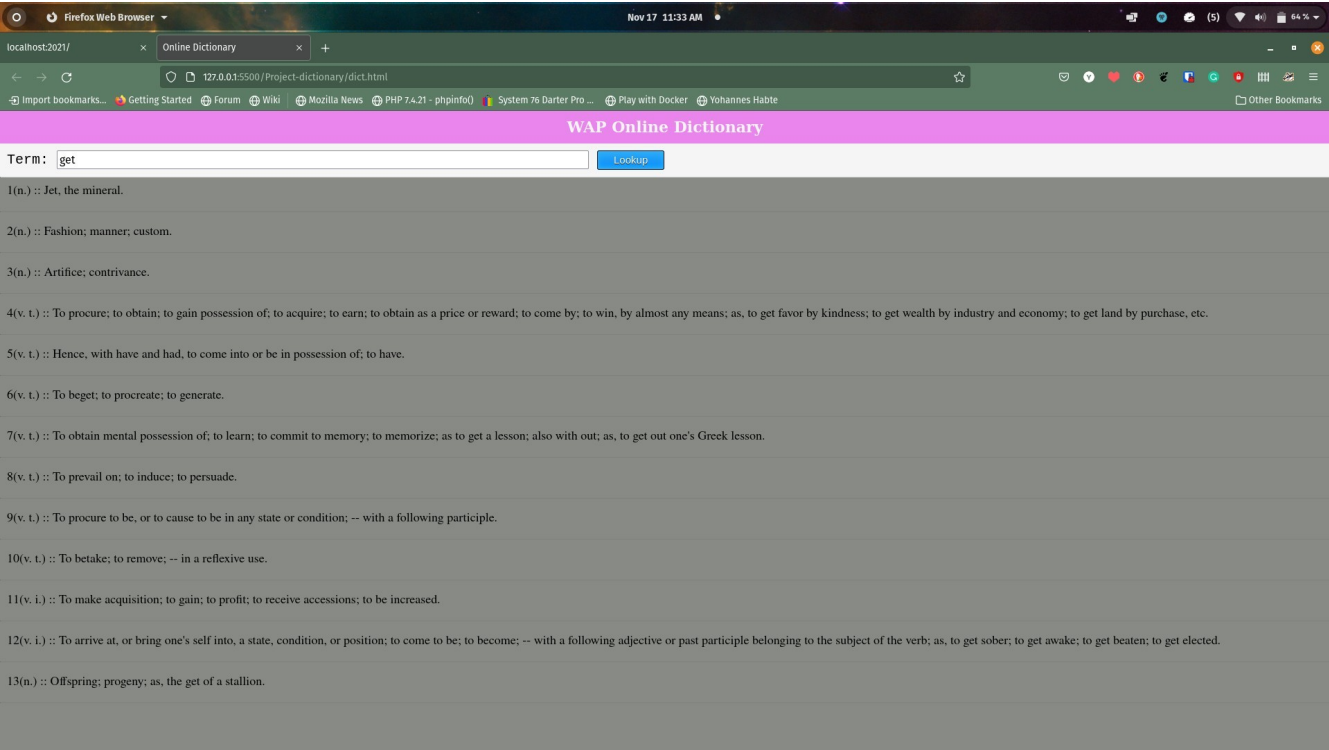 Firefox Web Browser Nov 17 11:33 AM (5) 64 %
localhost:2021/ Online Dictionary
127.0.0.1:5500/Project-dictionary/dict.html
Import bookmarks... Getting Started Forum Wiki Mozilla News PHP 7.4.21 - phpinfo() System 76 Darter Pro ... Play with Docker Yohannes Habte Other Bookmarks
WAP Online Dictionary
Term: get Lookup
1(n.) :: Jet, the mineral.
2(n.) :: Fashion; manner; custom.
3(n.) :: Artifice; contrivance.
4(v. t.) :: To procure; to obtain; to gain possession of; to acquire; to earn; to obtain as a price or reward; to come by; to win, by almost any means; as, to get favor by kindness; to get wealth by industry and economy; to get land by purchase, etc.
5(v. t.) :: Hence, with have and had, to come into or be in possession of; to have.
6(v. t.) :: To beget; to procreate; to generate.
7(v. t.) :: To obtain mental possession of; to learn; to commit to memory; to memorize; as to get a lesson; also with out; as, to get out one's Greek lesson.
8(v. t.) :: To prevail on; to induce; to persuade.
9(v. t.) :: To procure to be, or to cause to be in any state or condition; -- with a following participle.
10(v. t.) :: To betake; to remove; -- in a reflexive use.
11(v. i.) :: To make acquisition; to gain; to profit; to receive accessions; to be increased.
12(v. i.) :: To arrive at, or bring one's self into, a state, condition, or position; to come to be; to become; -- with a following adjective or past participle belonging to the subject of the verb; as, to get sober; to get awake; to get beaten; to get elected.
13(n.) :: Offspring; progeny; as, the get of a stallion.